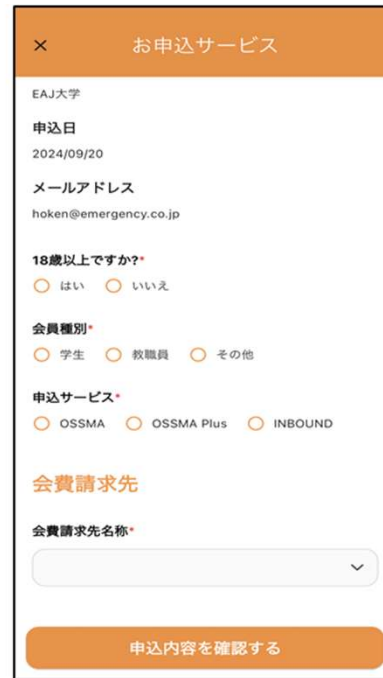 × お申込サービス
EAJ大学
申込日
2024/09/20
メールアドレス
hoken@emergency.co.jp
18歳以上ですか?*
はい いいえ
会員種別*
学生 教職員 その他
申込サービス*
OSSMA OSSMA Plus INBOUND
会費請求先
会費請求先名称*
申込内容を確認する